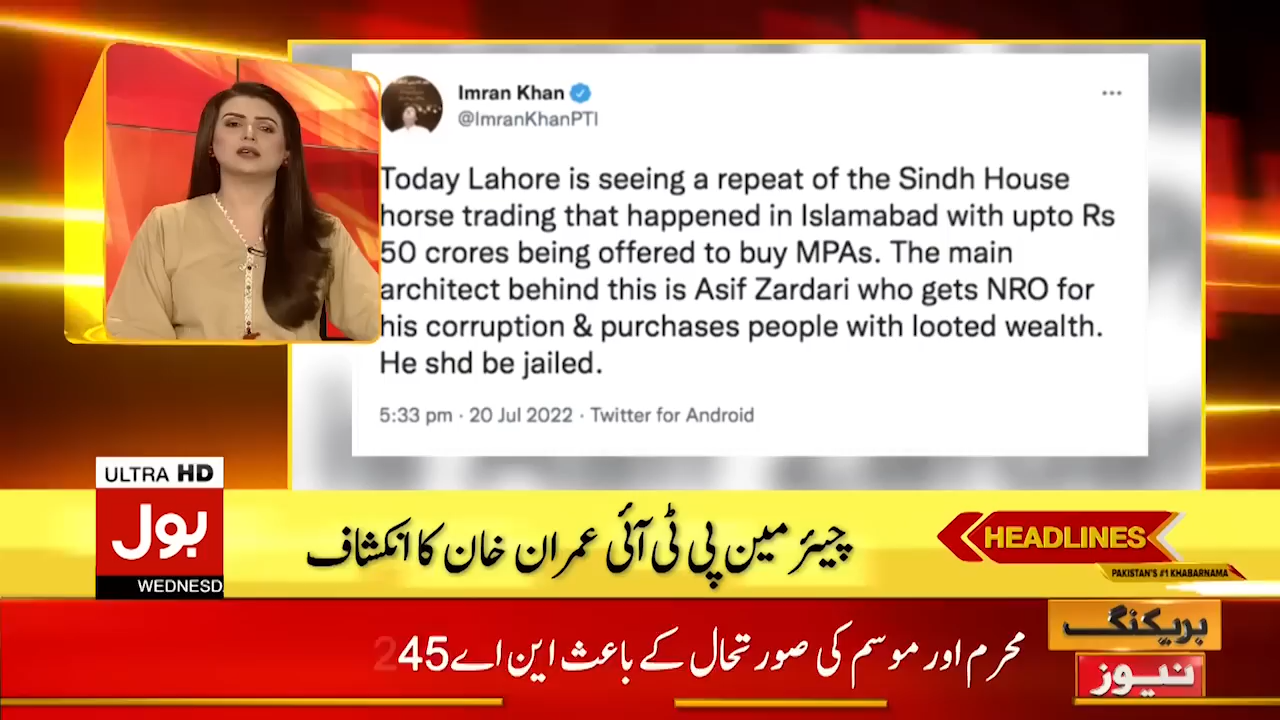 Imran Khan
@ImranKhanPTI
Today Lahore is seeing a repeat of the Sindh House
horse trading that happened in Islamabad with upto Rs
50 crores being offered to buy MPAs. The main
architect behind this is Asif Zardari who gets NRO for
his corruption & purchases people with looted wealth.
He shd be jailed.
5:33 pm · 20 Jul 2022 · Twitter for Android
ULTRA HD
بول
WEDNESD
چیئرمین پی ٹی آئی عمران خان کا انکشاف
HEADLINES
PAKISTAN'S #1 KHABARNAMA
بریکنگ
نیوز
محرم اور موسم کی صورتحال کے باعث این اے 245